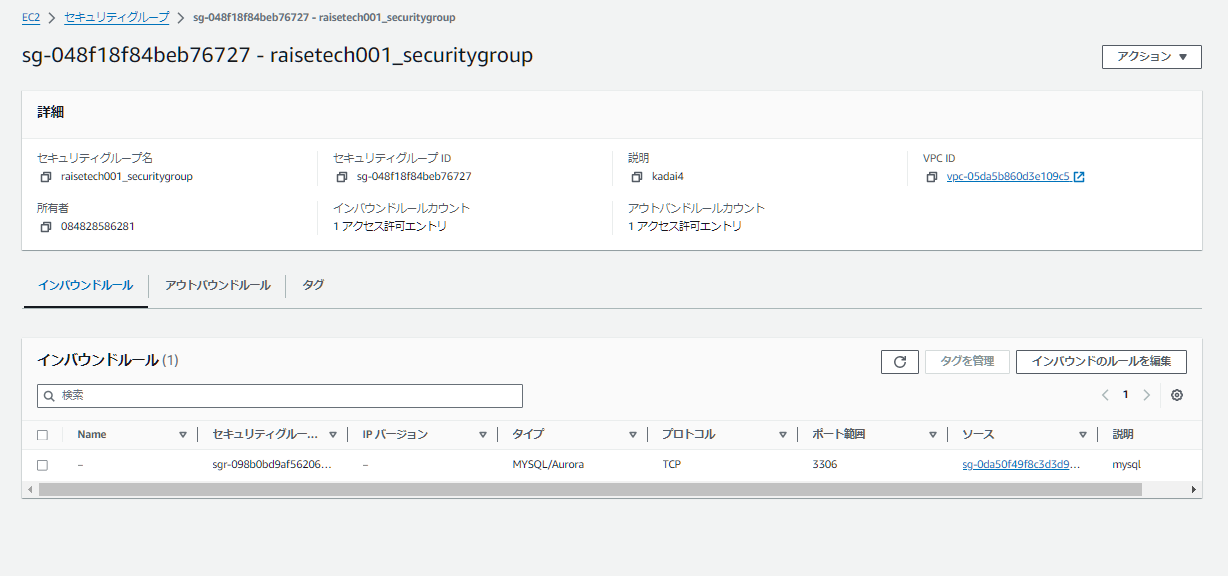 EC2 > セキュリティグループ > sg-048f18f84beb76727 - raisetech001_securitygroup
sg-048f18f84beb76727 - raisetech001_securitygroup
アクション
詳細
セキュリティグループ名 セキュリティグループ ID 説明 VPC ID
raisetech001_securitygroup sg-048f18f84beb76727 kadai4 vpc-05da5b860d3e109c5
所有者 インバウンドルールカウント アウトバンドルールカウント
084828586281 1 アクセス許可エントリ 1 アクセス許可エントリ
インバウンドルール アウトバウンドルール タグ
インバウンドルール (1) タグを管理 インバウンドのルールを編集
検索 1
Name セキュリティグルー... IP バージョン タイプ プロトコル ポート範囲 ソース 説明
– sgr-098b0bd9af56206... – MYSQL/Aurora TCP 3306 sg-0da50f49f8c3d3d9... mysql